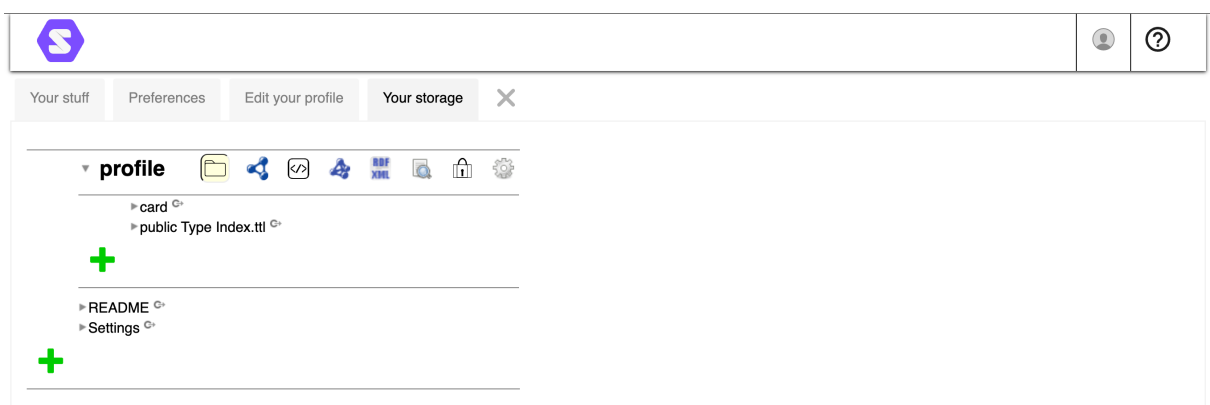 Your stuff Preferences Edit your profile Your storage
profile </> RDF XML
card
public Type Index.ttl
README
Settings